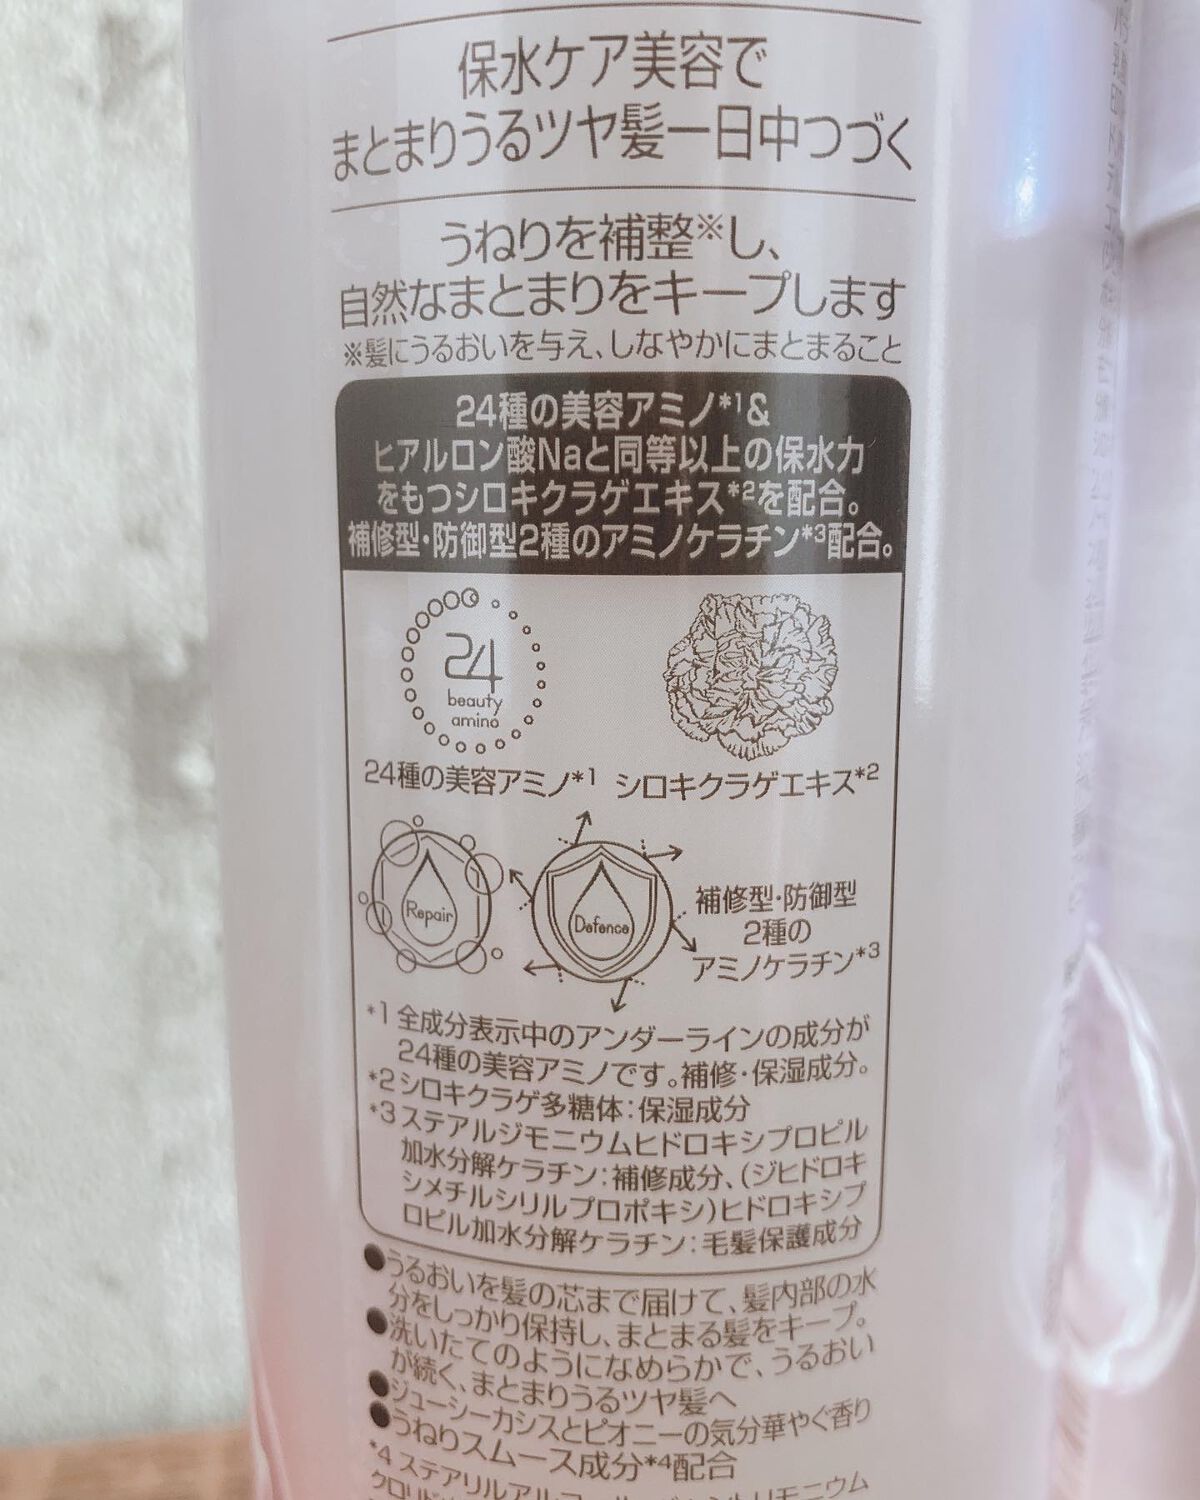 保水ケア美容で
まとまりうるツヤ髪一日中つづく
うねりを補整※し、
自然なまとまりをキープします
※髪にうるおいを与え、しなやかにまとまること
24種の美容アミノ*1&
ヒアルロン酸Naと同等以上の保水力
をもつシロキクラゲエキス*2を配合。
補修型・防御型2種のアミノケラチン*3配合。
24
beauty
amino
24種の美容アミノ*1 シロキクラゲエキス*2
Repair
Defence
補修型・防御型
2種の
アミノケラチン*3
*1 全成分表示中のアンダーラインの成分が
24種の美容アミノです。補修・保湿成分。
*2 シロキクラゲ多糖体:保湿成分
*3 ステアルジモニウムヒドロキシプロピル
加水分解ケラチン:補修成分、(ジヒドロキ
シメチルシリルプロポキシ)ヒドロキシプ
ロピル加水分解ケラチン:毛髪保護成分
●うるおいを髪の芯まで届けて、髪内部の水
分をしっかり保持し、まとまる髪をキープ。
●洗いたてのようになめらかで、うるおい
が続く、まとまりうるツヤ髪へ
●ジューシーカシスとピオニーの気分華やぐ香り
●うねりスムース成分*4配合
*4 ステアリルアルコール、